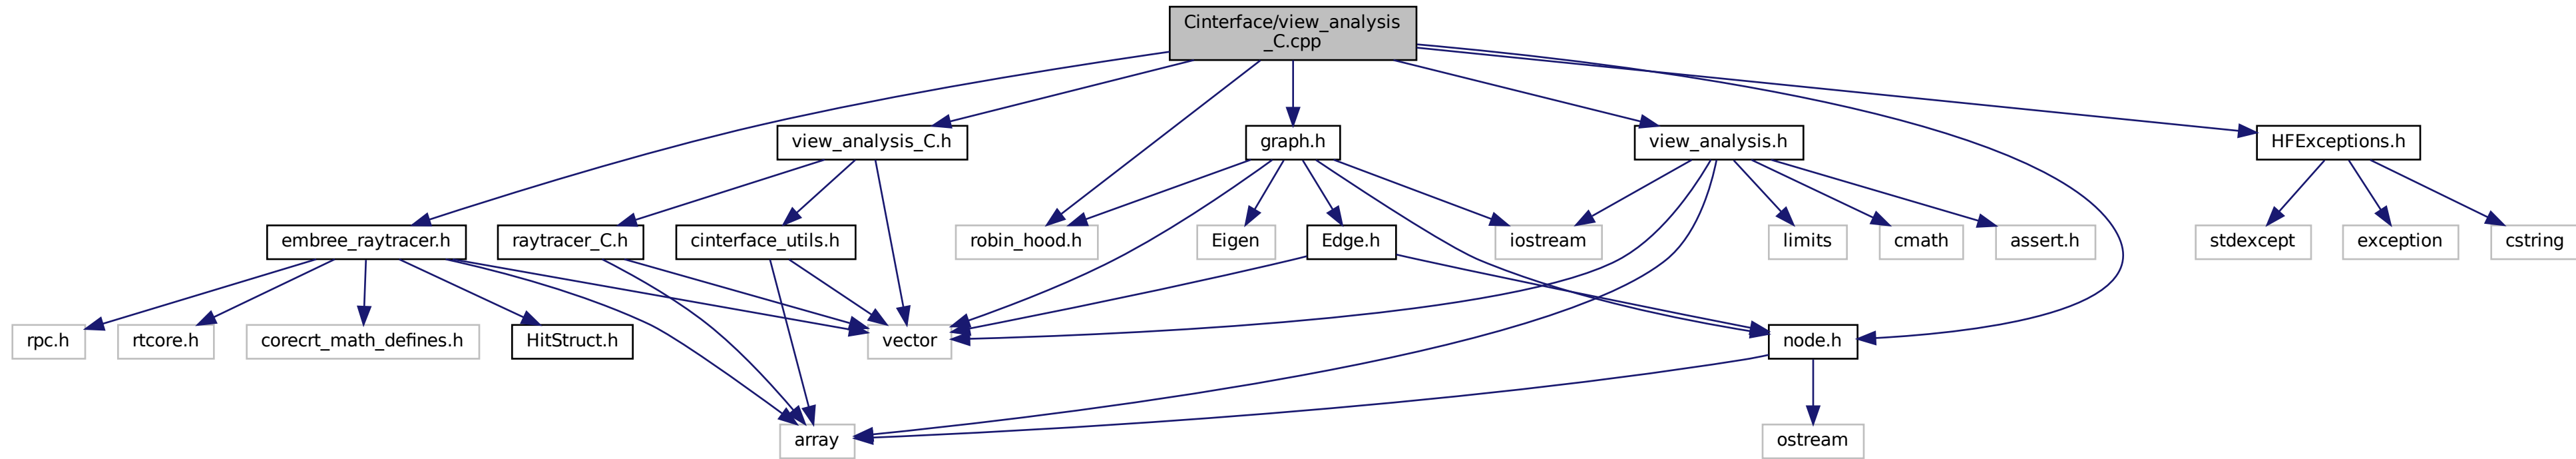 Cinterface/view_analysis
_C.cpp
view_analysis_C.h
graph.h
view_analysis.h
HFExceptions.h
embree_raytracer.h
raytracer_C.h
cinterface_utils.h
robin_hood.h
Eigen
Edge.h
iostream
limits
cmath
assert.h
stdexcept
exception
cstring
rpc.h
rtcore.h
corecrt_math_defines.h
HitStruct.h
vector
node.h
array
ostream